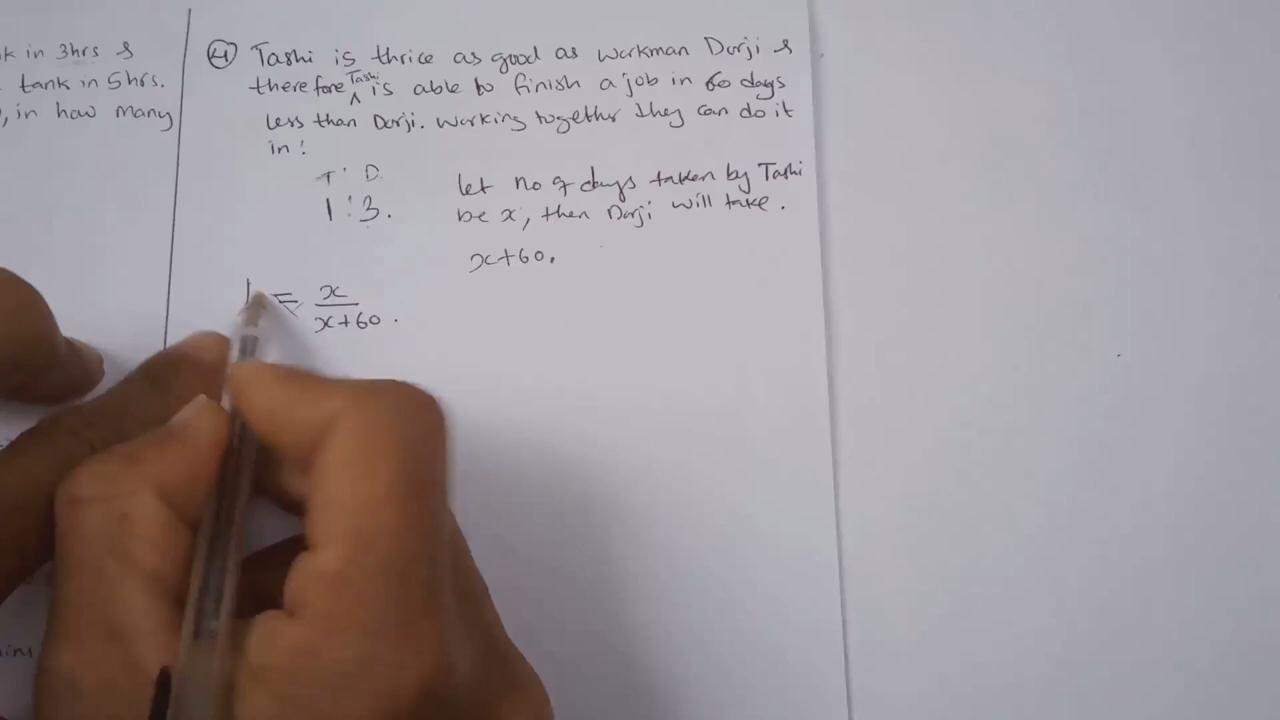 k in 3hrs &
tank in 5hrs.
, in how many
4 Tashi is thrice as good as workman Dorji &
therefore Tashi is able to finish a job in 60 days
less than Dorji. Working together they can do it
in!
T : D.
1 : 3.
let no of days taken by Tashi
be x, then Dorji will take.
x+60.
= x
x+60.